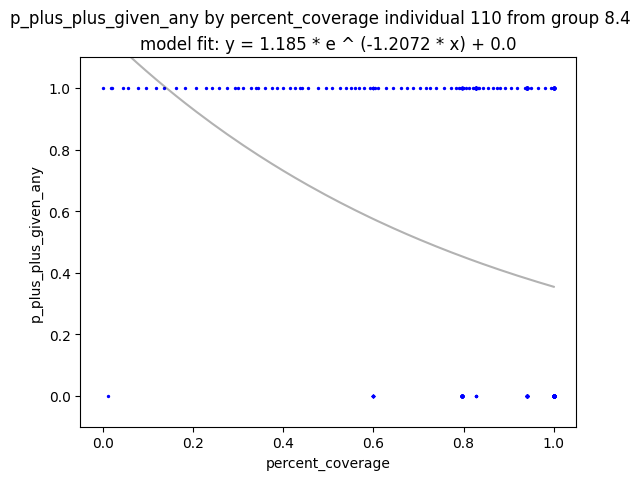 p_plus_plus_given_any by percent_coverage individual 110 from group 8.4
model fit: y = 1.185 * e ^ (-1.2072 * x) + 0.0
p_plus_plus_given_any
1.0
0.8
0.6
0.4
0.2
0.0
0.0 0.2 0.4 0.6 0.8 1.0
percent_coverage